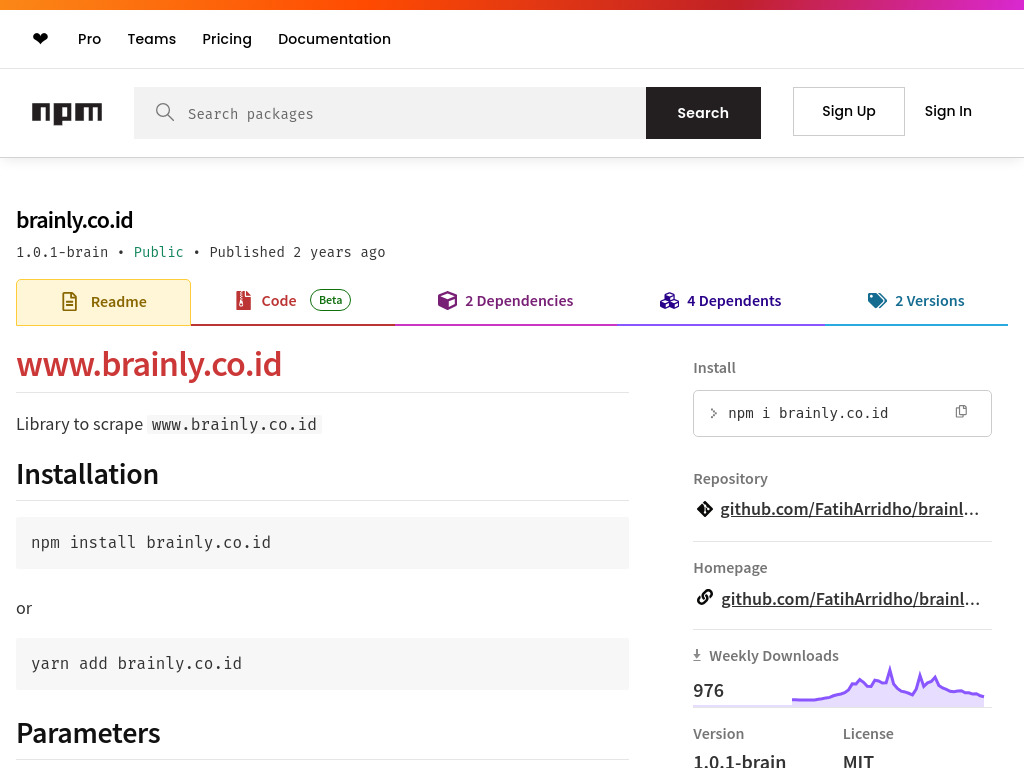 ❤ Pro Teams Pricing Documentation
npm Search packages Search Sign Up Sign In
brainly.co.id
1.0.1-brain • Public • Published 2 years ago
Readme Code Beta 2 Dependencies 4 Dependents 2 Versions
www.brainly.co.id
Library to scrape www.brainly.co.id
Installation
npm install brainly.co.id
or
yarn add brainly.co.id
Parameters
Install
npm i brainly.co.id
Repository
github.com/FatihArridho/brainl...
Homepage
github.com/FatihArridho/brainl...
Weekly Downloads
976
Version License
1.0.1-brain MIT